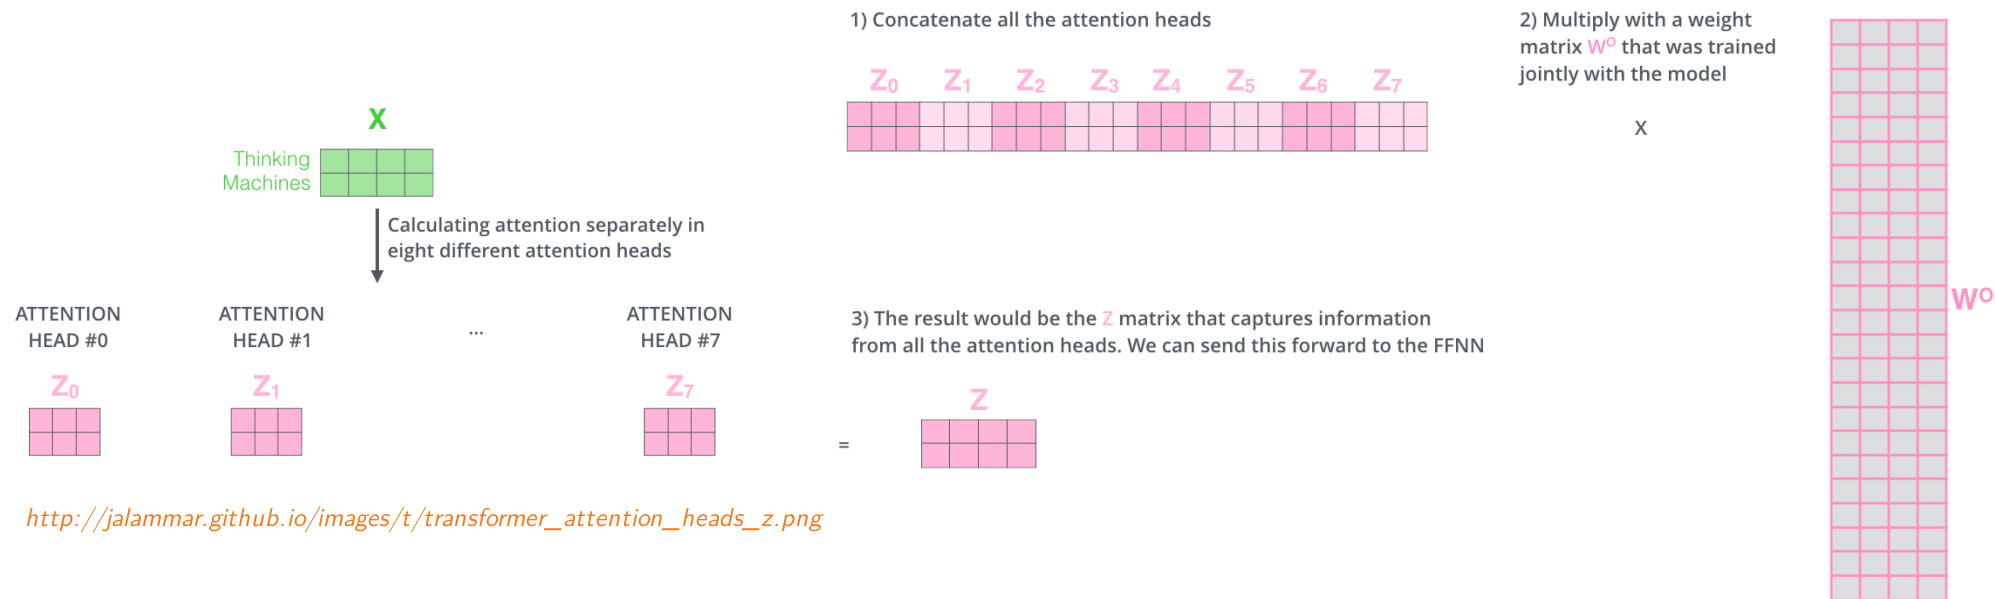 X
Thinking
Machines
Calculating attention separately in
eight different attention heads
ATTENTION
HEAD #0
ATTENTION
HEAD #1
...
ATTENTION
HEAD #7
Z0
Z1
Z7
http://jalammar.github.io/images/t/transformer_attention_heads_z.png
1) Concatenate all the attention heads
Z0 Z1 Z2 Z3 Z4 Z5 Z6 Z7
2) Multiply with a weight
matrix WO that was trained
jointly with the model
X
WO
3) The result would be the Z matrix that captures information
from all the attention heads. We can send this forward to the FFNN
Z
=